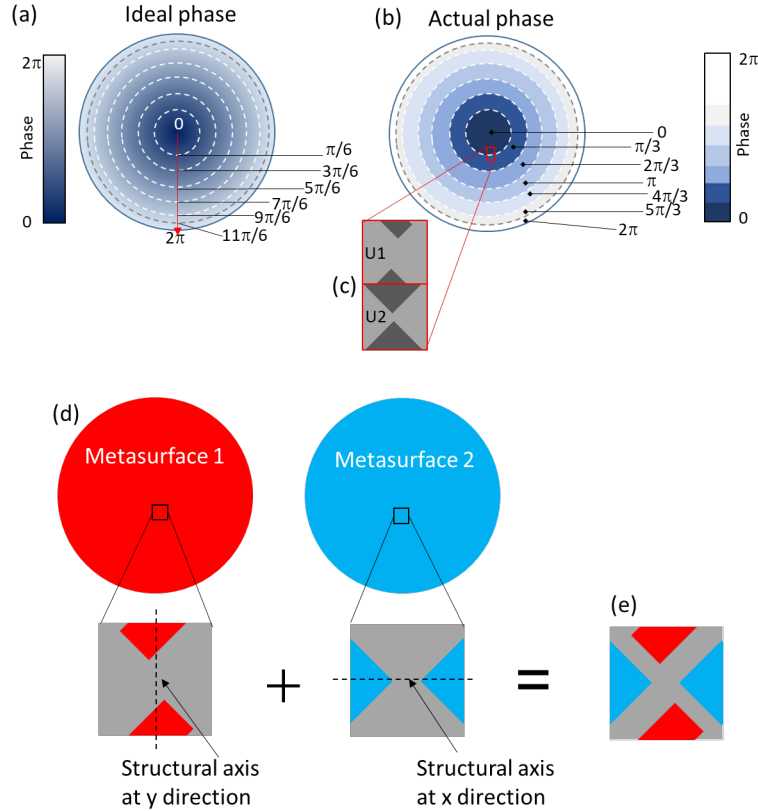 (a)
Ideal phase
2π
Phase
0
0
π/6
3π/6
5π/6
7π/6
9π/6
11π/6
2π
(b)
Actual phase
2π
Phase
0
0
π/3
2π/3
π
4π/3
5π/3
2π
(c)
U1
U2
(d)
Metasurface 1
Metasurface 2
+
=
(e)
Structural axis
at y direction
Structural axis
at x direction